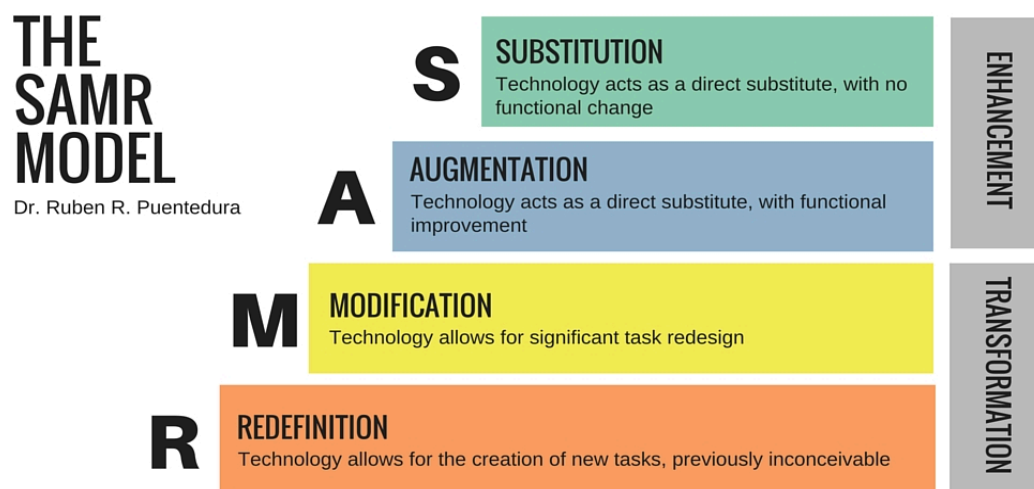 THE
SAMR
MODEL
Dr. Ruben R. Puentedura
S
SUBSTITUTION
Technology acts as a direct substitute, with no
functional change
A
AUGMENTATION
Technology acts as a direct substitute, with functional
improvement
ENHANCEMENT
M
MODIFICATION
Technology allows for significant task redesign
R
REDEFINITION
Technology allows for the creation of new tasks, previously inconceivable
TRANSFORMATION